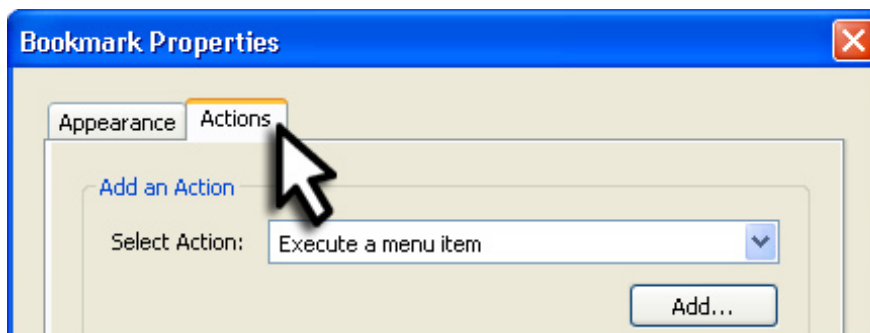 Bookmark Properties
Appearance Actions
Add an Action
Select Action: Execute a menu item
Add...